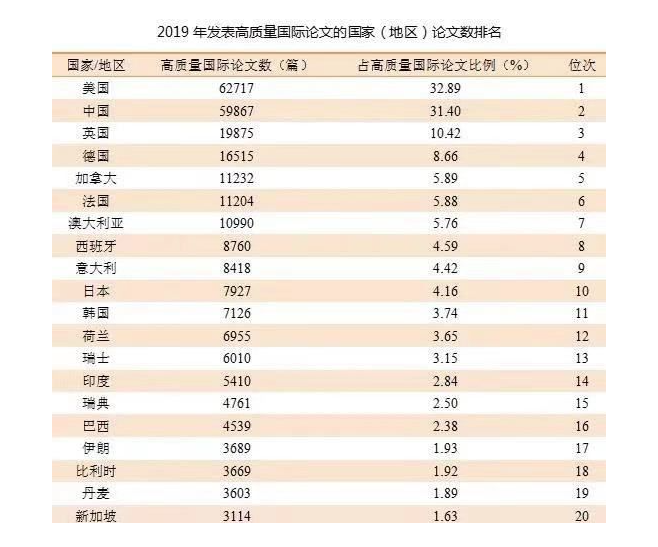 2019 年发表高质量国际论文的国家（地区）论文数排名
国家/地区 高质量国际论文数（篇） 占高质量国际论文比例（%） 位次
美国 62717 32.89 1
中国 59867 31.40 2
英国 19875 10.42 3
德国 16515 8.66 4
加拿大 11232 5.89 5
法国 11204 5.88 6
澳大利亚 10990 5.76 7
西班牙 8760 4.59 8
意大利 8418 4.42 9
日本 7927 4.16 10
韩国 7126 3.74 11
荷兰 6955 3.65 12
瑞士 6010 3.15 13
印度 5410 2.84 14
瑞典 4761 2.50 15
巴西 4539 2.38 16
伊朗 3689 1.93 17
比利时 3669 1.92 18
丹麦 3603 1.89 19
新加坡 3114 1.63 20